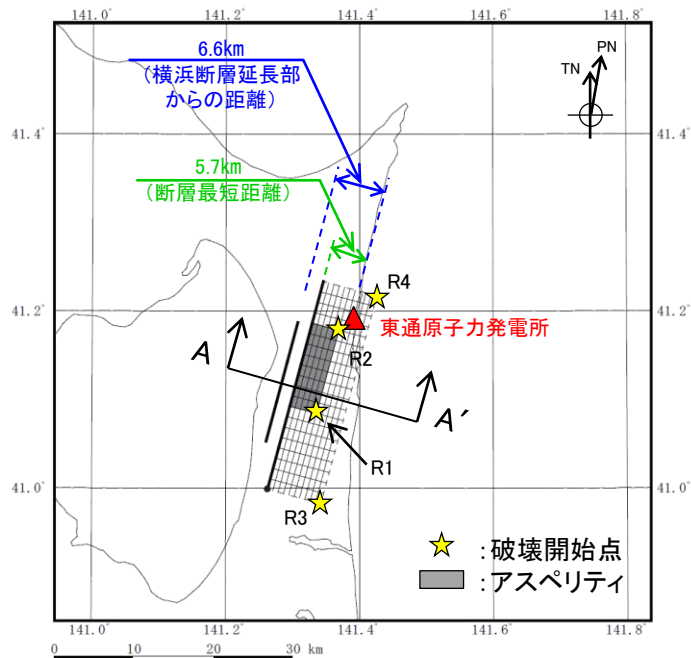 141.0° 141.2° 141.4° 141.6° 141.8°
6.6km
（横浜断層延長部
からの距離）
PN
TN
41.4° 41.4°
5.7km
（断層最短距離）
R4
41.2° 41.2°
東通原子力発電所
A
R2
A′
R1
41.0° 41.0°
R3
：破壊開始点
：アスペリティ
141.0° 141.2° 141.4° 141.6° 141.8°
0 10 20 30 km